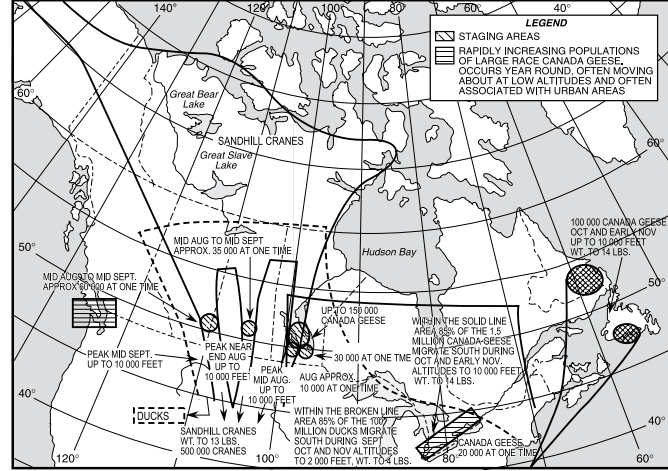 140°
120°
100°
80°
60°
40°
LEGEND
STAGING AREAS
RAPIDLY INCREASING POPULATIONS
OF LARGE RACE CANADA GEESE.
OCCURS YEAR ROUND, OFTEN MOVING
ABOUT AT LOW ALTITUDES AND OFTEN
ASSOCIATED WITH URBAN AREAS
60°
Great Bear
Lake
SANDHILL CRANES
Great Slave
Lake
60°
100 000 CANADA GEESE
OCT AND EARLY NOV
UP TO 10 000 FEET
WT. TO 14 LBS.
50°
MID AUG TO MID SEPT
APPROX. 35 000 AT ONE TIME
Hudson Bay
50°
MID AUG TO MID SEPT.
APPROX 60 000 AT ONE TIME
UP TO 150 000
CANADA GEESE
WITHIN THE SOLID LINE
AREA 85% OF THE 1,5
MILLION CANADA GEESE
MIGRATE SOUTH DURING
OCT AND EARLY NOV.
ALTITUDES TO 10 000 FEET
WT. TO 14 LBS.
PEAK MID SEPT.
UP TO 10 000 FEET
PEAK NEAR
END AUG
UP TO
10 000 FEET
PEAK
MID AUG.
UP TO
10 000 FEET
30 000 AT ONE TME
AUG APPROX.
10 000 AT ONE TIME
40°
DUCKS
SANDHILL CRANES
WT. TO 13 LBS.
500 000 CRANES
WITHIN THE BROKEN LINE
AREA 85% OF THE 100
MILLION DUCKS MIGRATE
SOUTH DURING SEPT
OCT AND NOV ALTITUDES
TO 2 000 FEET, WT. TO 4 LBS.
CANADA GEESE
20 000 AT ONE TIME
40°
120°
100°
80°
60°